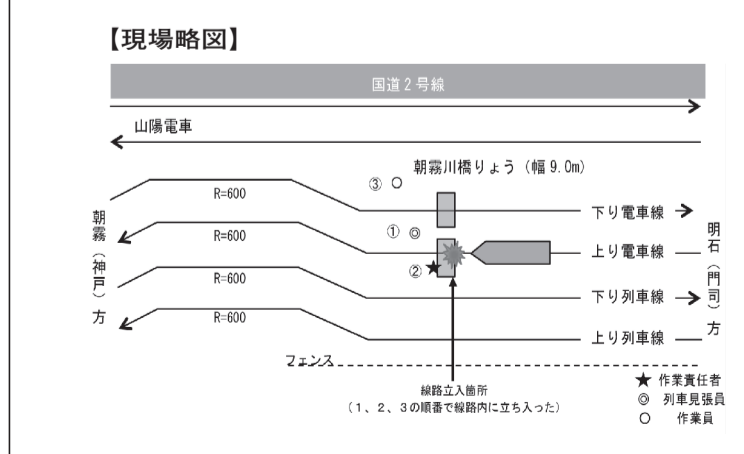 【現場略図】
国道２号線
山陽電車
朝霧川橋りょう（幅 9.0m）
③ ○
R=600
下り電車線
① ◎
R=600
上り電車線
② ★
R=600
下り列車線
R=600
上り列車線
朝霧（神戸）方
明石（門司）方
フェンス
線路立入箇所
（１、２、３の順番で線路内に立ち入った）
★ 作業責任者
◎ 列車見張員
○ 作業員